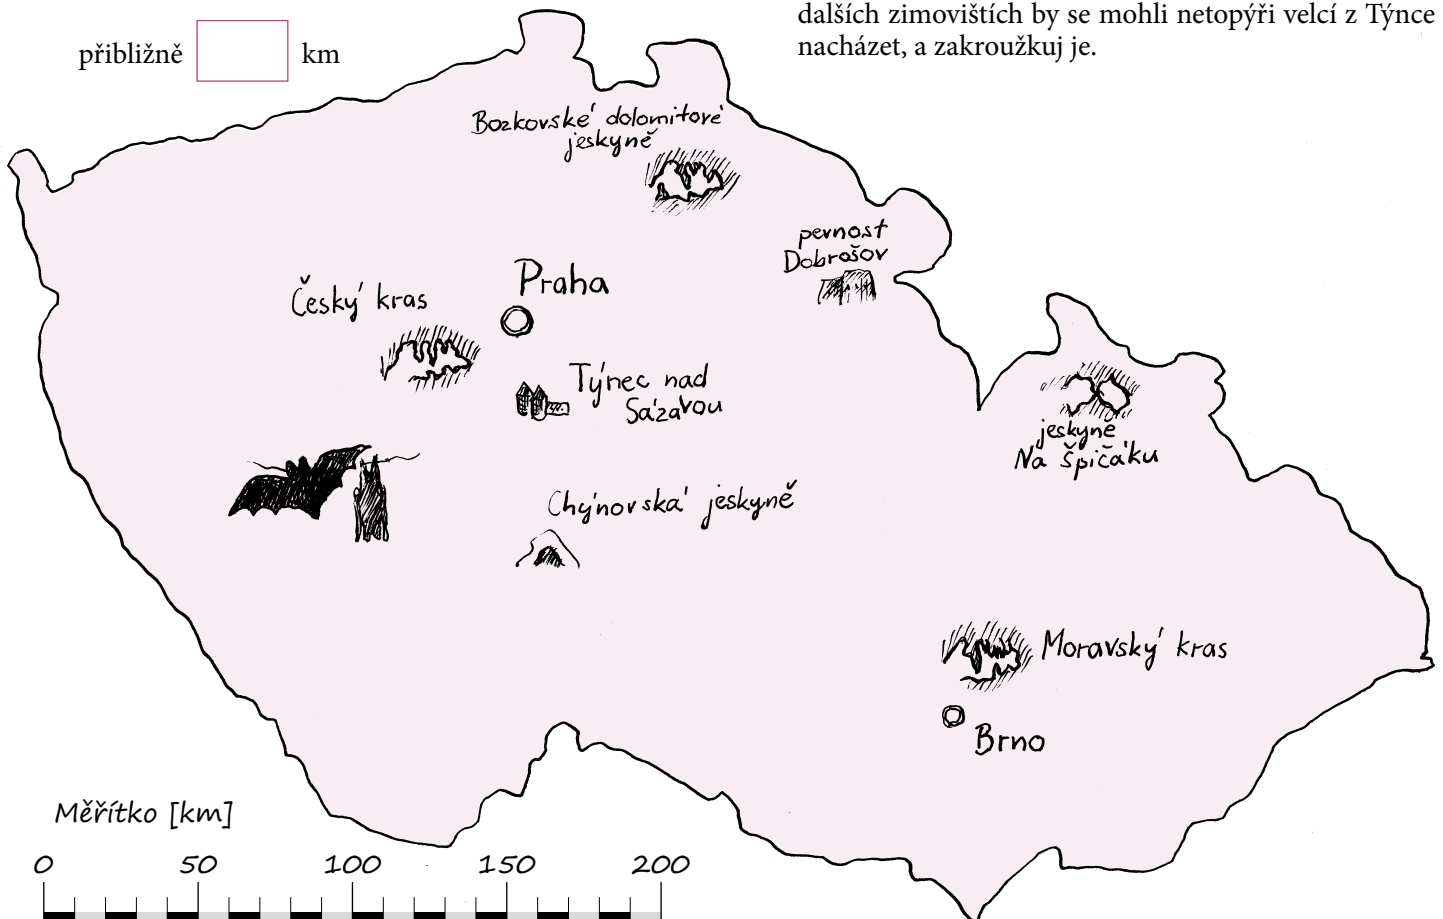 dalších zimovištích by se mohli netopýři velcí z Týnce
nacházet, a zakroužkuj je.
přibližně km
Bozkovské dolomitové
jeskyně
pevnost
Dobrošov
Praha
Český kras
Týnec nad
Sázavou
jeskyně
Na Špičáku
Chýnovská jeskyně
Moravský kras
Brno
Měřítko [km]
0 50 100 150 200